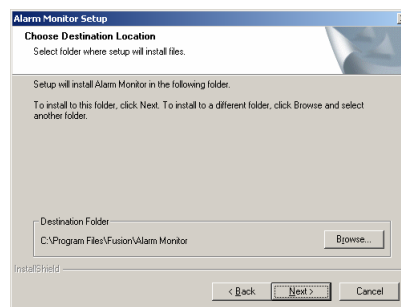 Alarm Monitor Setup
Choose Destination Location
Select folder where setup will install files.
Setup will install Alarm Monitor in the following folder.
To install to this folder, click Next. To install to a different folder, click Browse and select
another folder.
Destination Folder
C:\Program Files\Fusion\Alarm Monitor
Browse...
InstallShield
< Back
Next >
Cancel